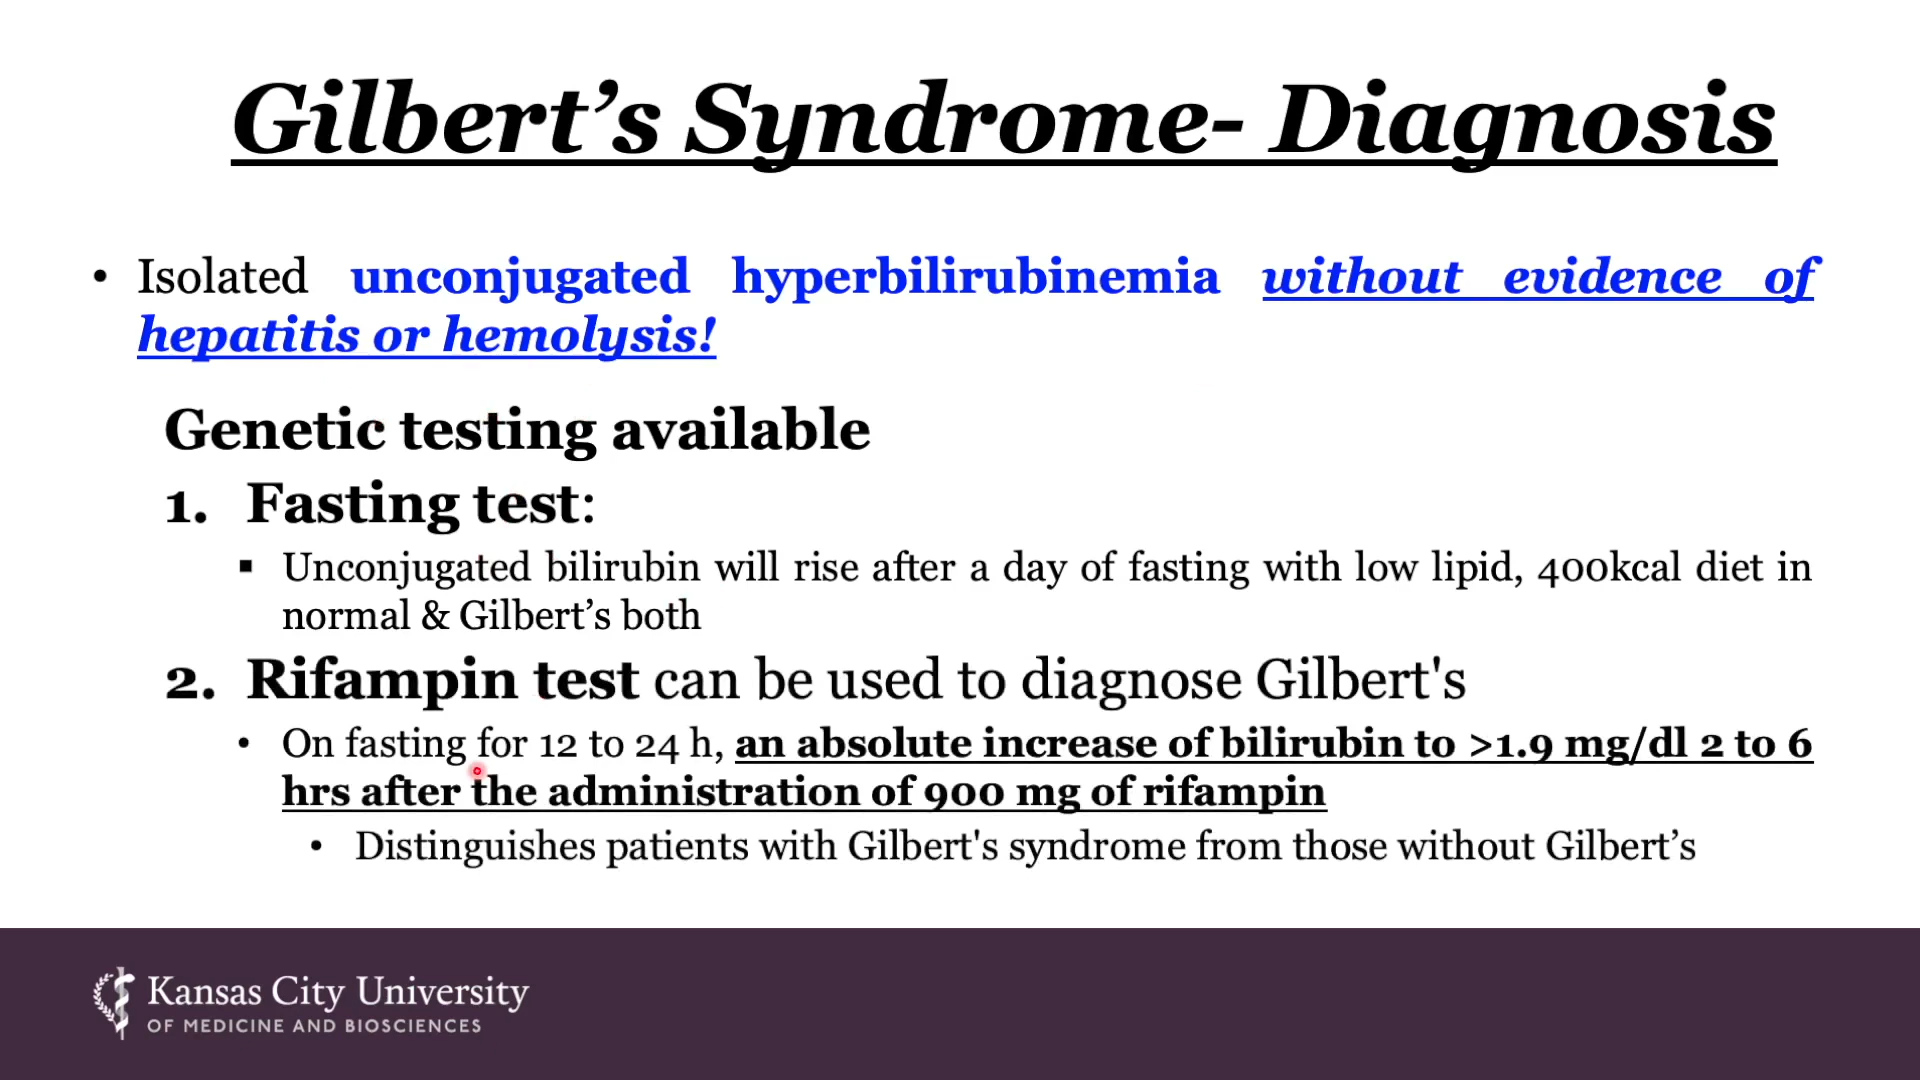 Gilbert’s Syndrome- Diagnosis
• Isolated unconjugated hyperbilirubinemia without evidence of
hepatitis or hemolysis!
Genetic testing available
1. Fasting test:
▪ Unconjugated bilirubin will rise after a day of fasting with low lipid, 400kcal diet in
normal & Gilbert’s both
2. Rifampin test can be used to diagnose Gilbert's
• On fasting for 12 to 24 h, an absolute increase of bilirubin to >1.9 mg/dl 2 to 6
hrs after the administration of 900 mg of rifampin
• Distinguishes patients with Gilbert's syndrome from those without Gilbert’s
Kansas City University
OF MEDICINE AND BIOSCIENCES